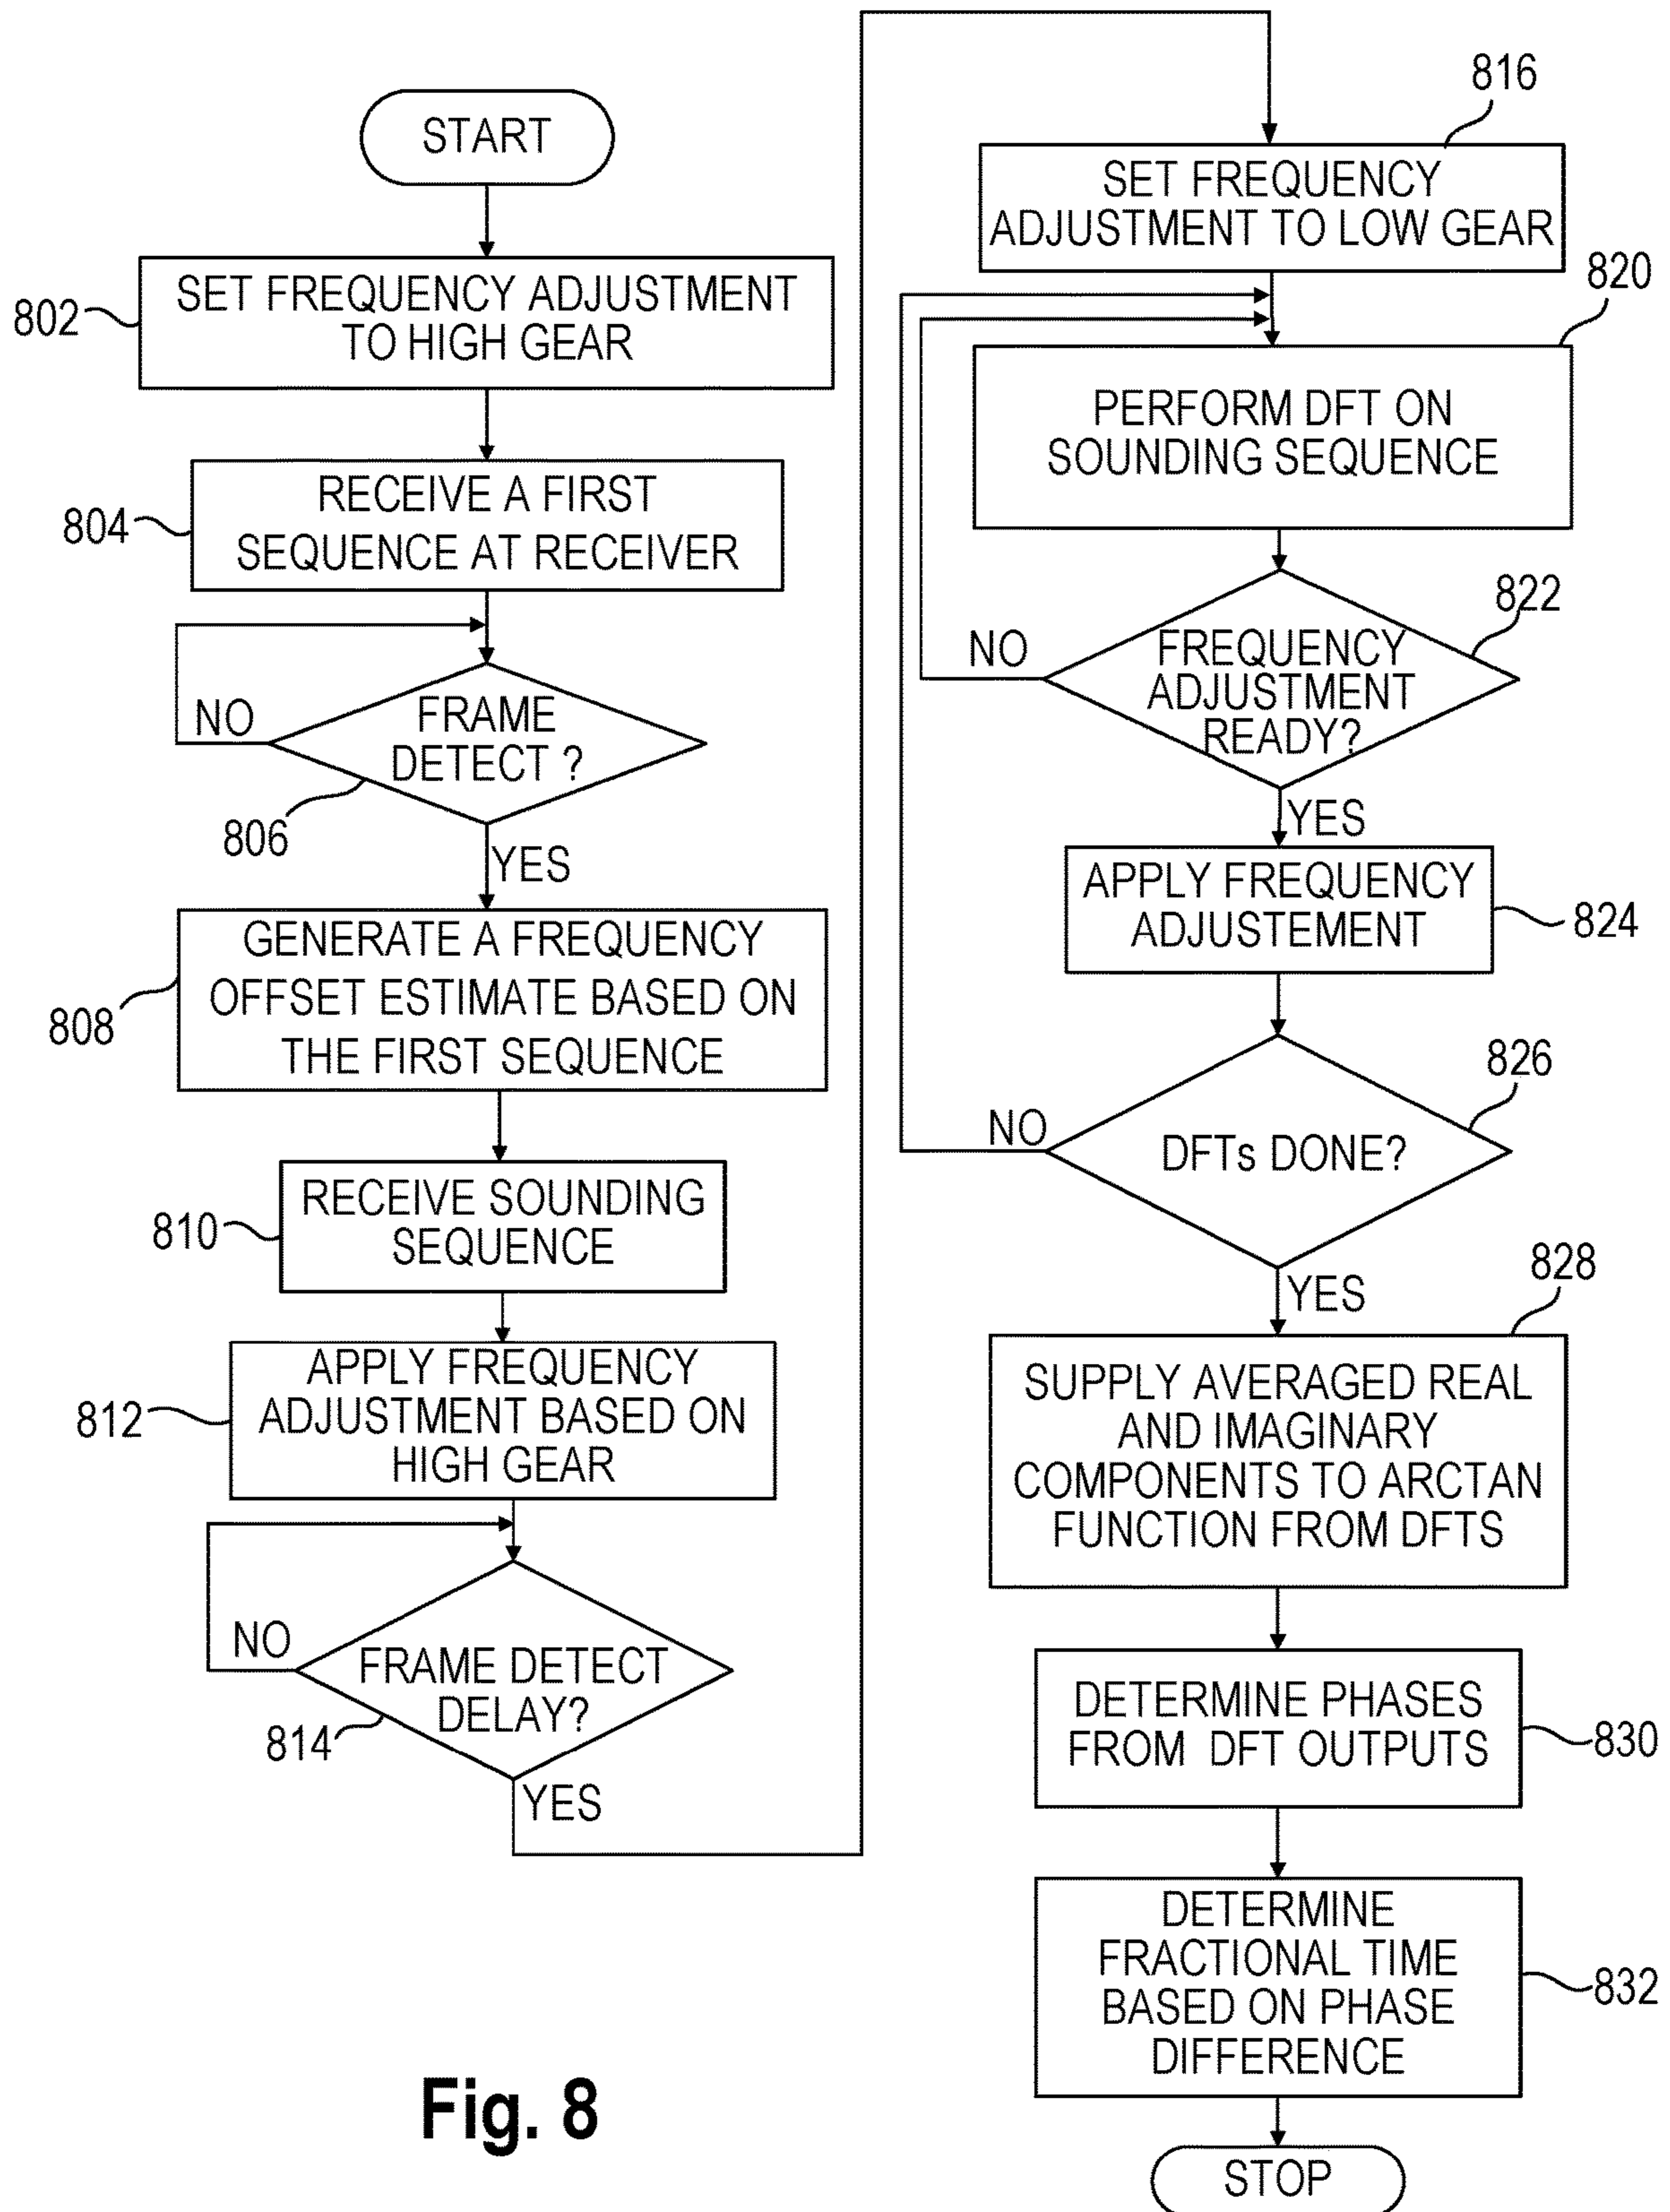 START
802
SET FREQUENCY ADJUSTMENT
TO HIGH GEAR
804
RECEIVE A FIRST
SEQUENCE AT RECEIVER
NO
FRAME
DETECT ?
806
YES
808
GENERATE A FREQUENCY
OFFSET ESTIMATE BASED ON
THE FIRST SEQUENCE
810
RECEIVE SOUNDING
SEQUENCE
812
APPLY FREQUENCY
ADJUSTMENT BASED ON
HIGH GEAR
NO
FRAME DETECT
DELAY?
814
YES
816
SET FREQUENCY
ADJUSTMENT TO LOW GEAR
820
PERFORM DFT ON
SOUNDING SEQUENCE
822
NO
FREQUENCY
ADJUSTMENT
READY?
YES
APPLY FREQUENCY
ADJUSTEMENT
824
826
NO
DFTs DONE?
YES
828
SUPPLY AVERAGED REAL
AND IMAGINARY
COMPONENTS TO ARCTAN
FUNCTION FROM DFTS
DETERMINE PHASES
FROM DFT OUTPUTS
830
DETERMINE
FRACTIONAL TIME
BASED ON PHASE
DIFFERENCE
832
STOP
Fig. 8